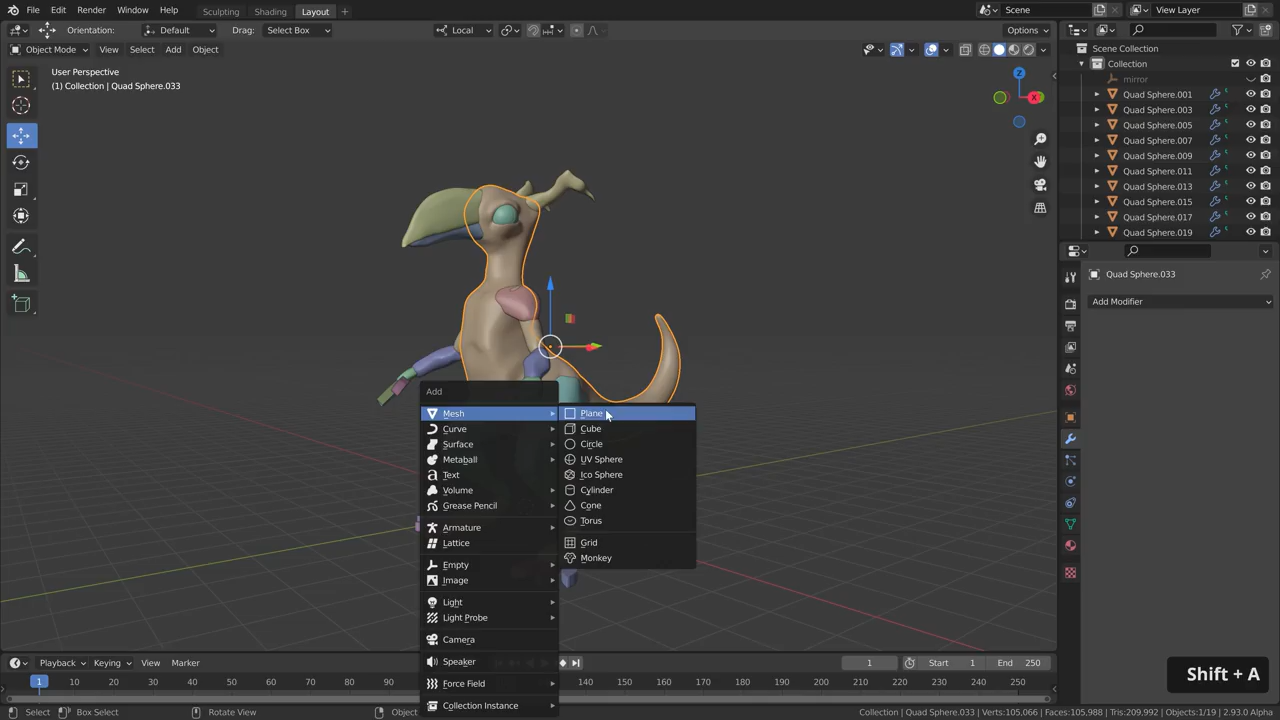 File Edit Render Window Help Sculpting Shading Layout + Scene View Layer
Orientation: Default Drag: Select Box Local Options
Object Mode View Select Add Object
User Perspective
(1) Collection | Quad Sphere.033
Z
X
Scene Collection
Collection
mirror
Quad Sphere.001
Quad Sphere.003
Quad Sphere.005
Quad Sphere.007
Quad Sphere.009
Quad Sphere.011
Quad Sphere.013
Quad Sphere.015
Quad Sphere.017
Quad Sphere.019
Quad Sphere.033
Add Modifier
Add
Mesh
Curve
Surface
Metaball
Text
Volume
Grease Pencil
Armature
Lattice
Empty
Image
Light
Light Probe
Camera
Speaker
Force Field
Collection Instance
Plane
Cube
Circle
UV Sphere
Ico Sphere
Cylinder
Cone
Torus
Grid
Monkey
Playback Keying View Marker 1 Start 1 End 250
1 10 20 30 40 50 60 70 80 90 140 150 160 170 180 190 200 210 220 230 240 250
Shift + A
Select Box Select Rotate View Object Collection | Quad Sphere.033 | Verts:105,066 | Faces:105,988 | Tris:209,992 | Objects:1/19 | 2.93.0 Alpha